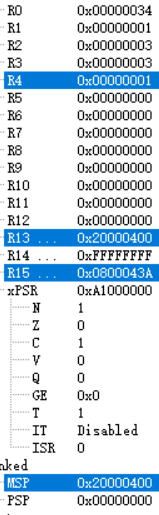 R0 0x00000034
R1 0x00000001
R2 0x00000003
R3 0x00000003
R4 0x00000001
R5 0x00000000
R6 0x00000000
R7 0x00000000
R8 0x00000000
R9 0x00000000
R10 0x00000000
R11 0x00000000
R12 0x00000000
R13 ... 0x20000400
R14 ... 0xFFFFFFFF
R15 ... 0x0800043A
xPSR 0xA1000000
N 1
Z 0
C 1
V 0
Q 0
GE 0x0
T 1
IT Disabled
ISR 0
nked
MSP 0x20000400
PSP 0x00000000